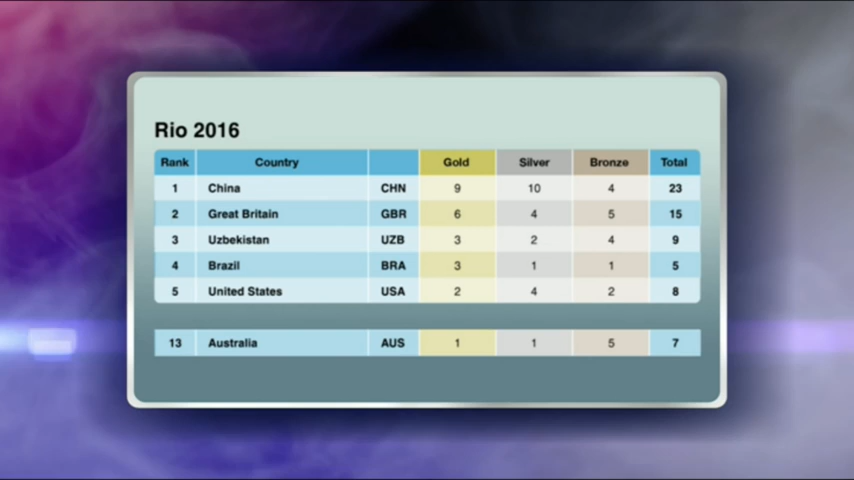 Rio 2016
Rank Country Gold Silver Bronze Total
1 China CHN 9 10 4 23
2 Great Britain GBR 6 4 5 15
3 Uzbekistan UZB 3 2 4 9
4 Brazil BRA 3 1 1 5
5 United States USA 2 4 2 8
13 Australia AUS 1 1 5 7